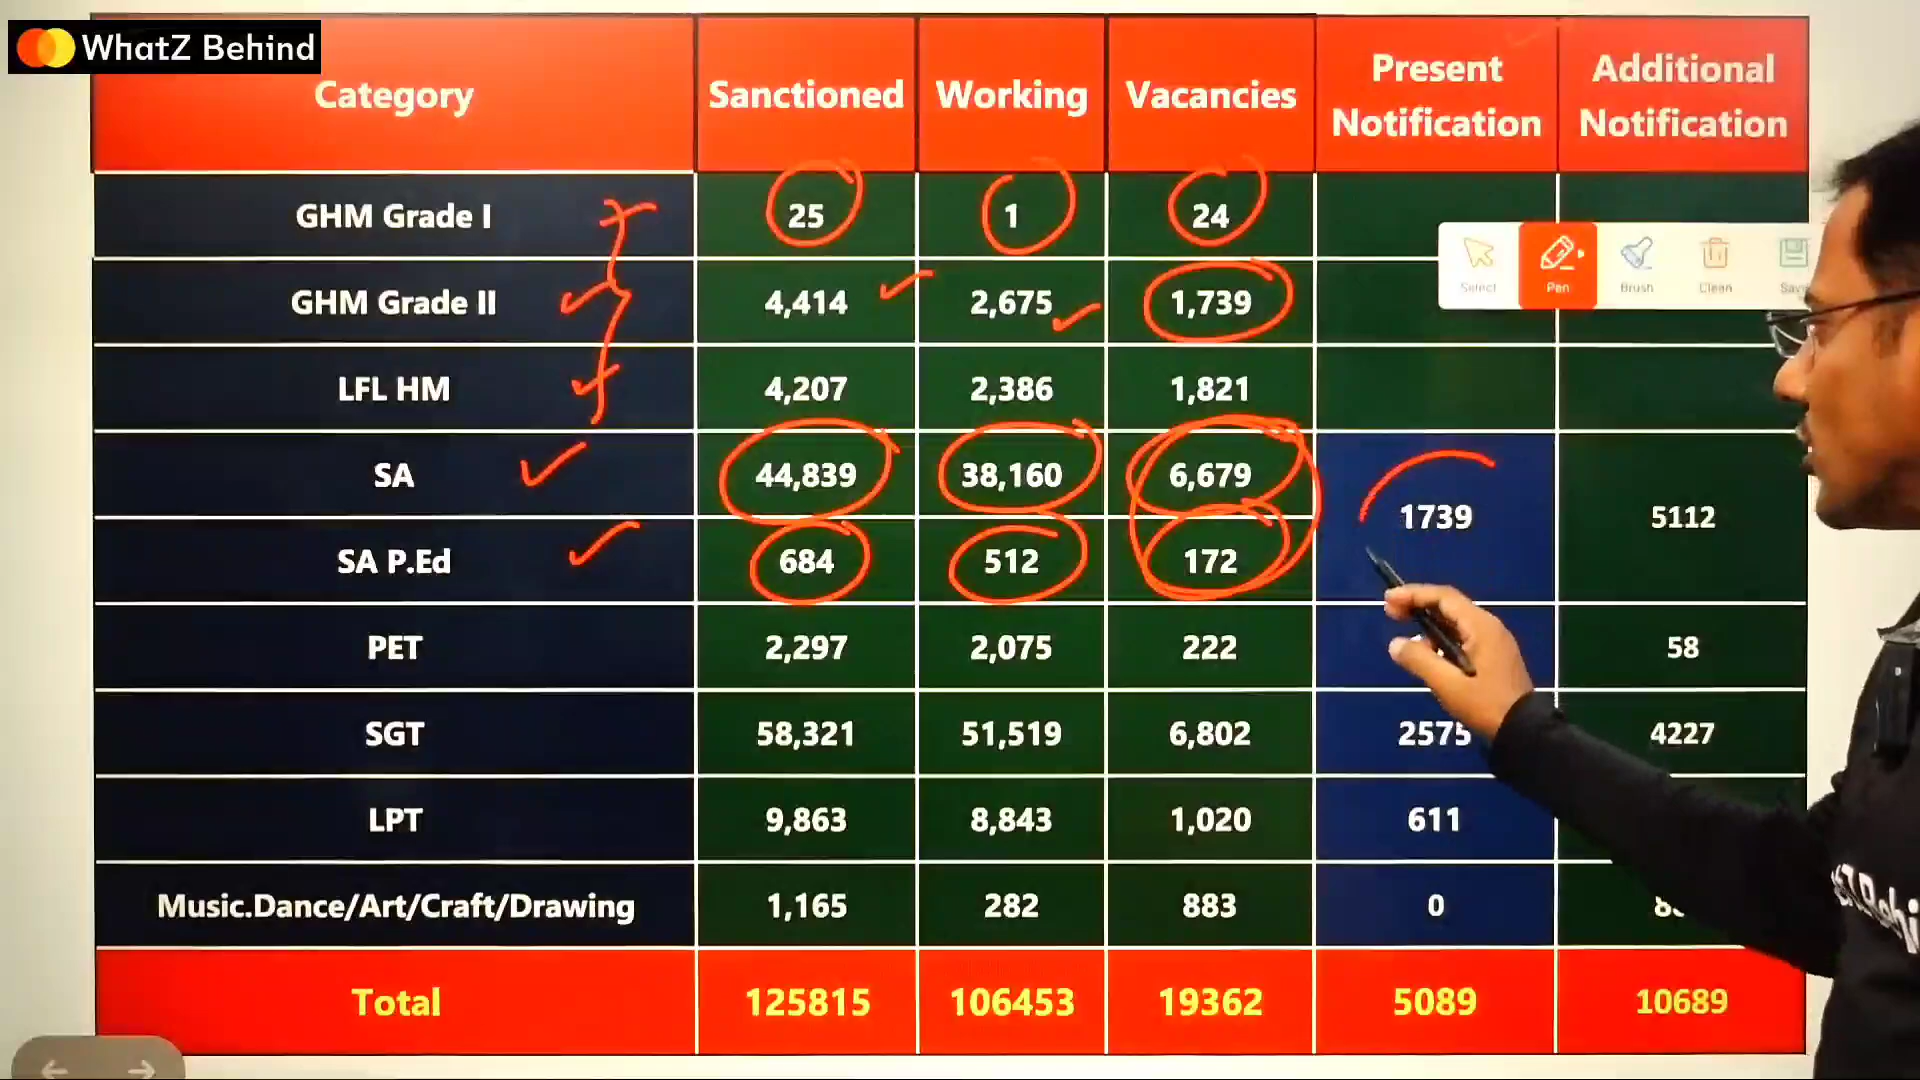 WhatZ Behind
Category Sanctioned Working Vacancies Present Notification Additional Notification
GHM Grade I 25 1 24
Select Pen Brush Clean
GHM Grade II 4,414 2,675 1,739
LFL HM 4,207 2,386 1,821
SA 44,839 38,160 6,679
1739 5112
SA P.Ed 684 512 172
PET 2,297 2,075 222 58
SGT 58,321 51,519 6,802 2575 4227
LPT 9,863 8,843 1,020 611
Music.Dance/Art/Craft/Drawing 1,165 282 883 0
Total 125815 106453 19362 5089 10689